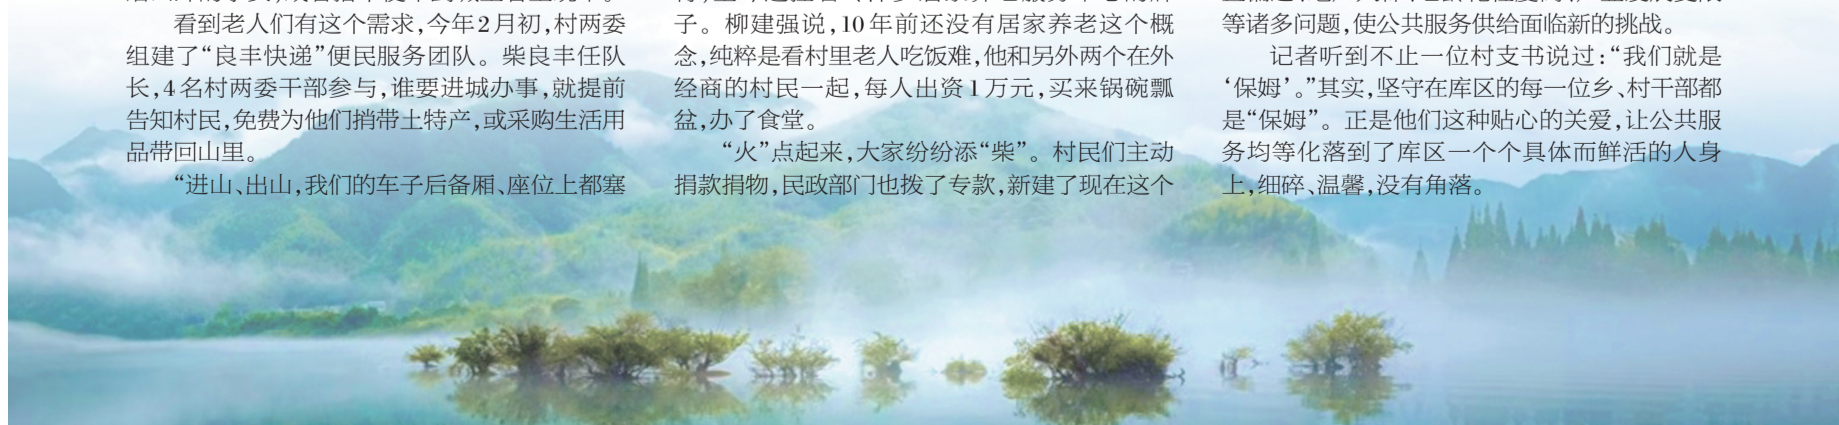 看到老人们有这个需求,今年2月初,村两委
组建了“良丰快递”便民服务团队。柴良丰任队
长,4名村两委干部参与,谁要进城办事,就提前
告知村民,免费为他们捎带土特产,或采购生活用
品带回山里。
“进山、出山,我们的车子后备厢、座位上都塞
子。柳建强说,10年前还没有居家养老这个概
念,纯粹是看村里老人吃饭难,他和另外两个在外
经商的村民一起,每人出资1万元,买来锅碗瓢
盆,办了食堂。
“火”点起来,大家纷纷添“柴”。村民们主动
捐款捐物,民政部门也拨了专款,新建了现在这个
等诸多问题,使公共服务供给面临新的挑战。
记者听到不止一位村支书说过:“我们就是
‘保姆’。”其实,坚守在库区的每一位乡、村干部都
是“保姆”。正是他们这种贴心的关爱,让公共服
务均等化落到了库区一个个具体而鲜活的人身
上,细碎、温馨,没有角落。